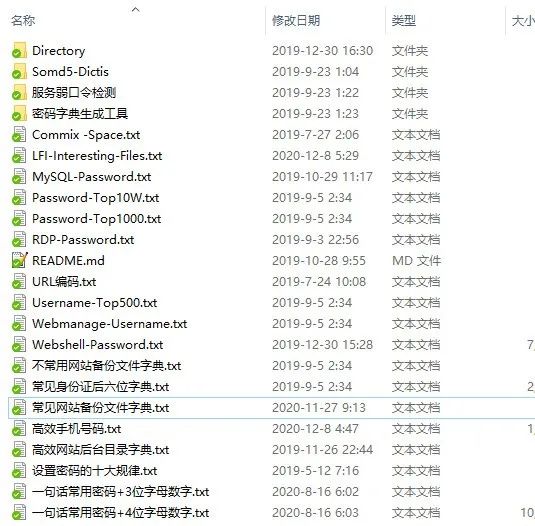 名称 修改日期 类型 大小
Directory 2019-12-30 16:30 文件夹
Somd5-Dictis 2019-9-23 1:04 文件夹
服务弱口令检测 2019-9-23 1:22 文件夹
密码字典生成工具 2019-9-23 1:23 文件夹
Commix -Space.txt 2019-7-27 2:06 文本文档
LFI-Interesting-Files.txt 2020-12-8 5:29 文本文档
MySQL-Password.txt 2019-10-29 11:17 文本文档
Password-Top10W.txt 2019-9-5 2:34 文本文档
Password-Top1000.txt 2019-9-5 2:34 文本文档
RDP-Password.txt 2019-9-3 22:56 文本文档
README.md 2019-10-28 9:55 MD 文件
URL编码.txt 2019-7-24 10:08 文本文档
Username-Top500.txt 2019-9-5 2:34 文本文档
Webmanage-Username.txt 2019-9-5 2:34 文本文档
Webshell-Password.txt 2019-12-30 15:28 文本文档 7,
不常用网站备份文件字典.txt 2019-9-5 2:34 文本文档
常见身份证后六位字典.txt 2019-9-5 2:34 文本文档 2,
常见网站备份文件字典.txt 2020-11-27 9:13 文本文档
高效手机号码.txt 2020-12-8 4:47 文本文档 1,
高效网站后台目录字典.txt 2019-11-26 22:44 文本文档
设置密码的十大规律.txt 2019-5-12 7:16 文本文档
一句话常用密码+3位字母数字.txt 2020-8-16 6:02 文本文档
一句话常用密码+4位字母数字.txt 2020-8-16 6:03 文本文档 10,